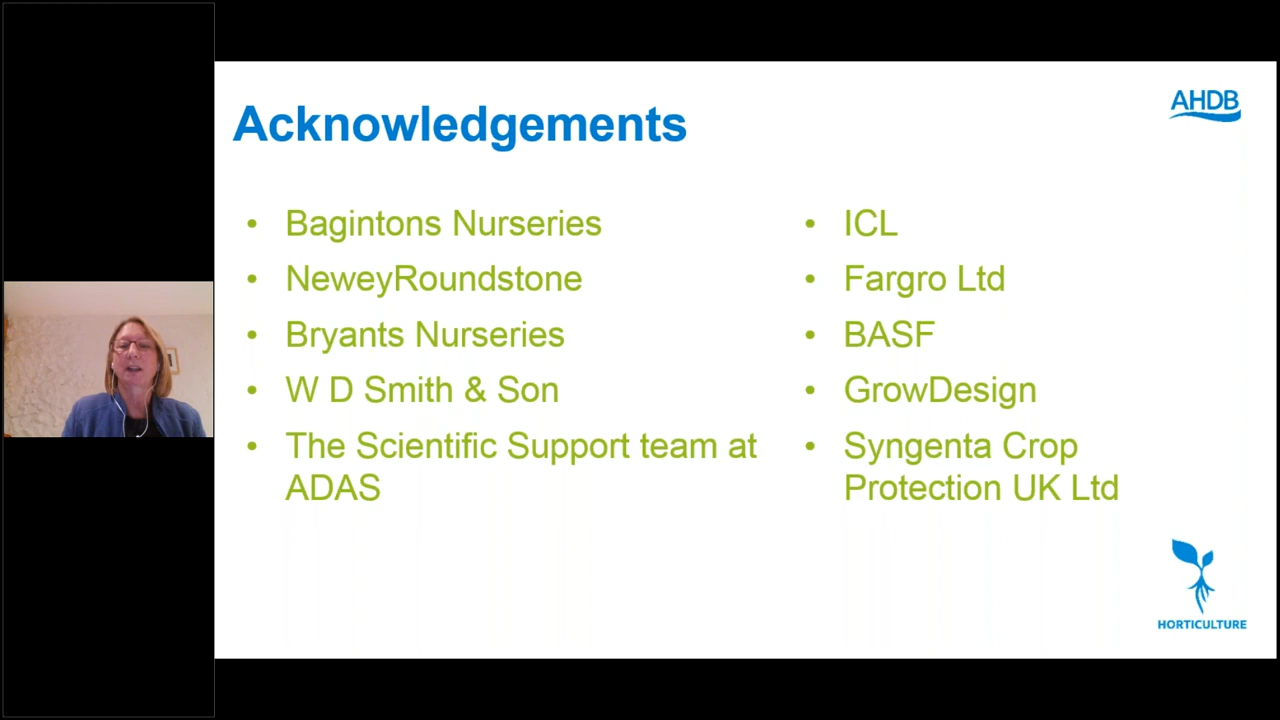 Acknowledgements
AHDB
• Bagintons Nurseries
• NeweyRoundstone
• Bryants Nurseries
• W D Smith & Son
• The Scientific Support team at
ADAS
• ICL
• Fargro Ltd
• BASF
• GrowDesign
• Syngenta Crop
Protection UK Ltd
HORTICULTURE